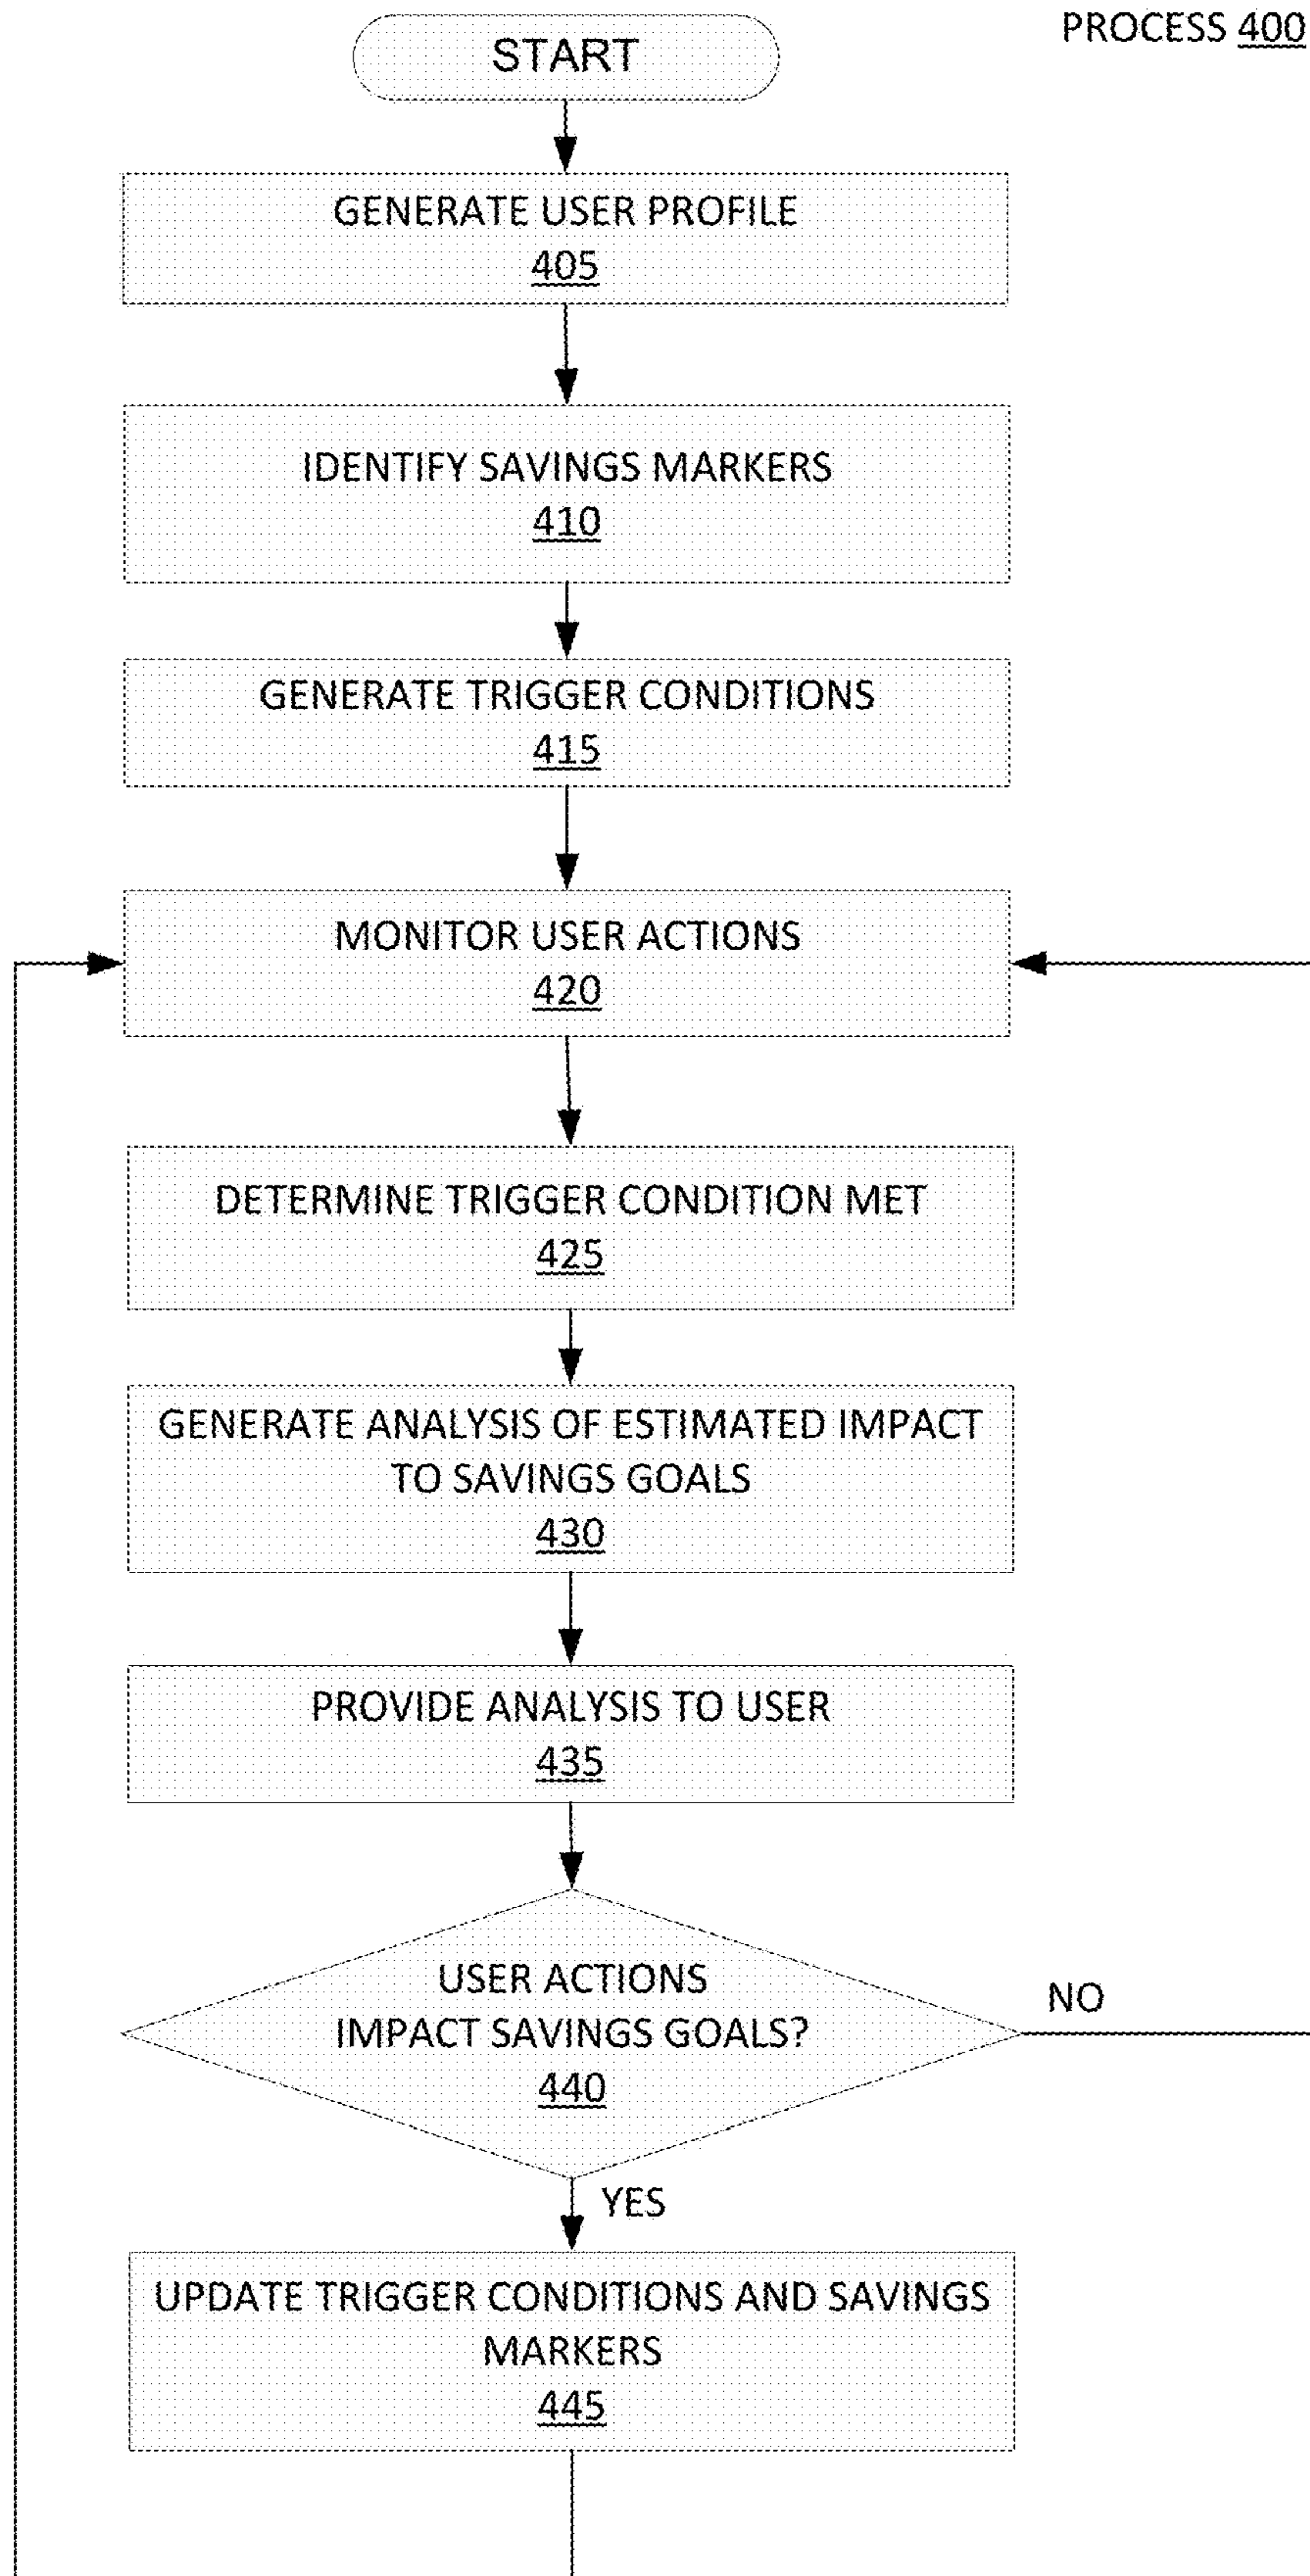 PROCESS 400
START
GENERATE USER PROFILE
405
IDENTIFY SAVINGS MARKERS
410
GENERATE TRIGGER CONDITIONS
415
MONITOR USER ACTIONS
420
DETERMINE TRIGGER CONDITION MET
425
GENERATE ANALYSIS OF ESTIMATED IMPACT
TO SAVINGS GOALS
430
PROVIDE ANALYSIS TO USER
435
USER ACTIONS
IMPACT SAVINGS GOALS?
440
NO
YES
UPDATE TRIGGER CONDITIONS AND SAVINGS
MARKERS
445